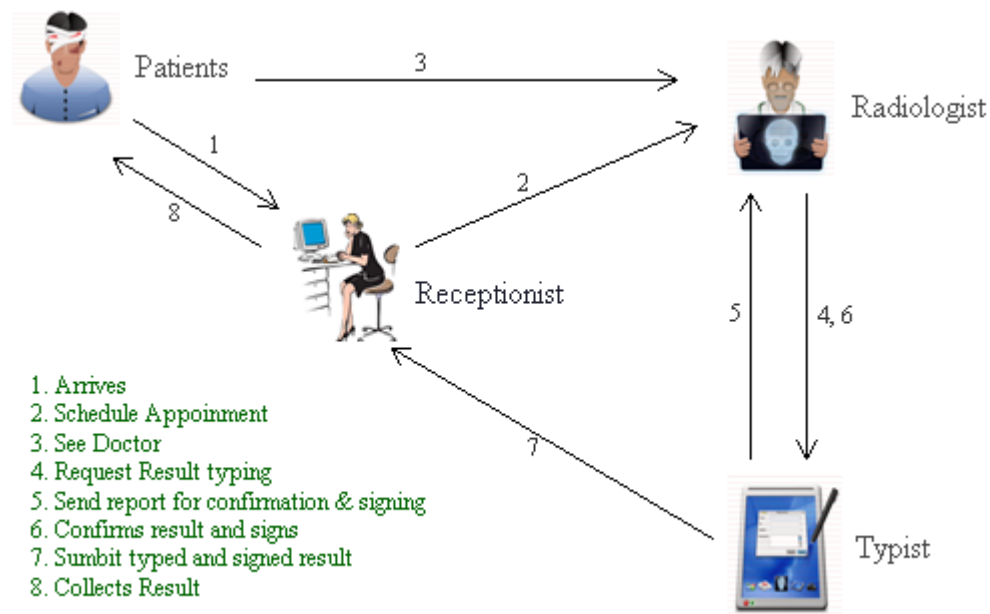 Patients
3
Radiologist
1
2
8
Receptionist
5
4, 6
7
1. Arrives
2. Schedule Appoinment
3. See Doctor
4. Request Result typing
5. Send report for confirmation & signing
6. Confirms result and signs
7. Sumbit typed and signed result
8. Collects Result
Typist